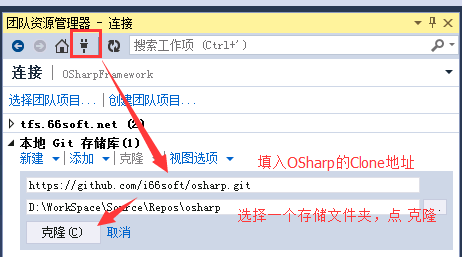 团队资源管理器 - 连接
搜索工作项 (Ctrl+')
连接 | OSharpFramework
选择团队项目... | 创建团队项目...
tfs.66soft.net (2)
本地 Git 存储库(1)
新建 | 添加 | 克隆 | 视图选项
填入OSharp的Clone地址
https://github.com/i66soft/osharp.git
D:\WorkSpace\Source\Repos\osharp
选择一个存储文件夹,点 克隆
克隆(C) 取消